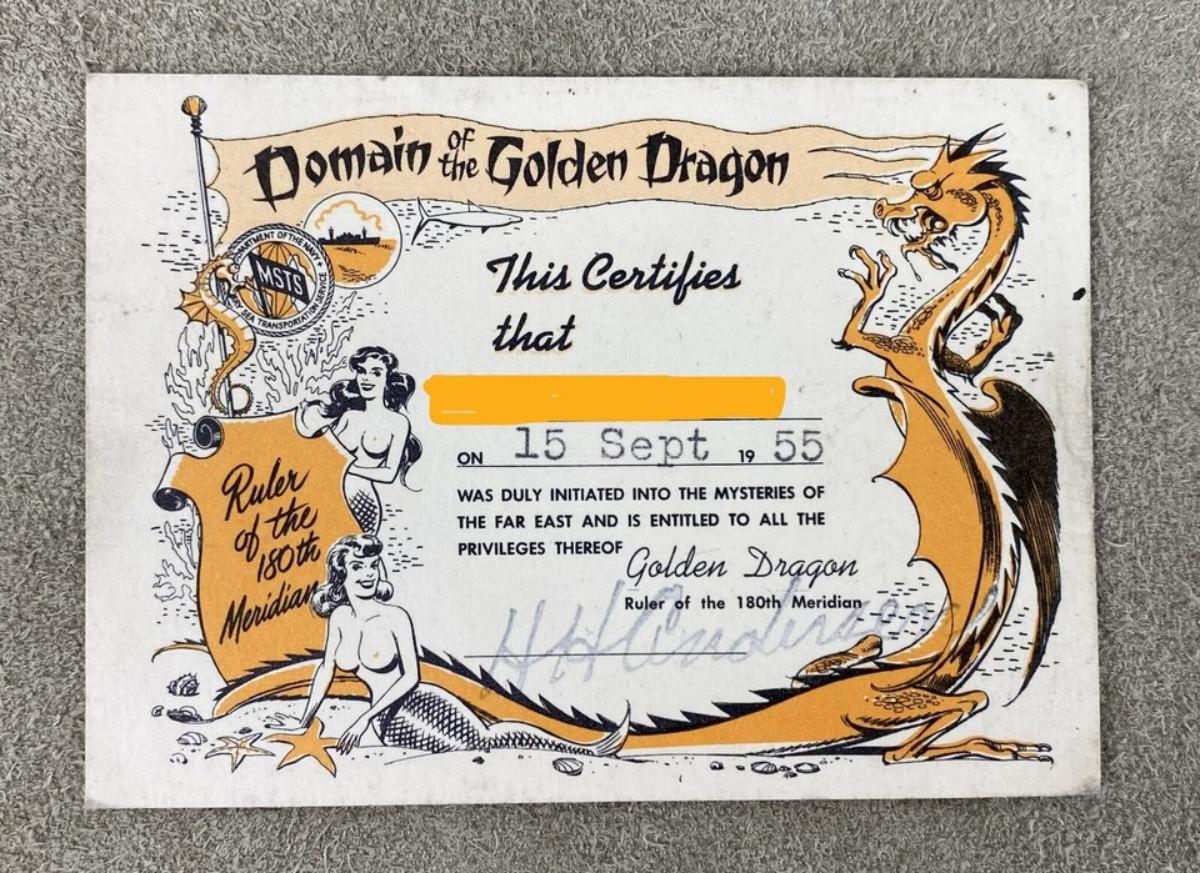 Domain of the Golden Dragon
DEPARTMENT OF THE NAVY
MSTS
SEA TRANSPORTATION SERVICE
This Certifies
that
ON 15 Sept 19 55
WAS DULY INITIATED INTO THE MYSTERIES OF
THE FAR EAST AND IS ENTITLED TO ALL THE
PRIVILEGES THEREOF
Golden Dragon
Ruler of the 180th Meridian
H H Anderson
Ruler
of the
180th
Meridian